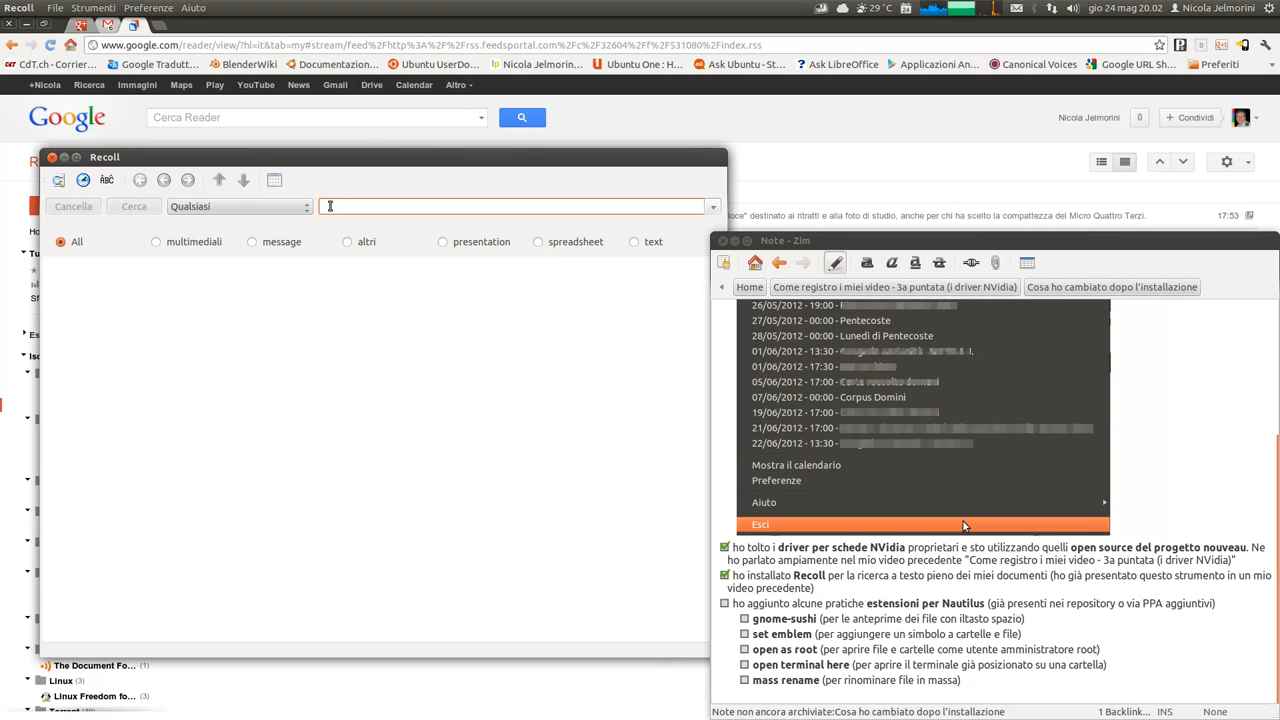 Recoll File Strumenti Preferenze Aiuto 29 °C gio 24 mag 20.02 Nicola Jelmorini
www.google.com/reader/view/?hl=it&tab=my#stream/feed%2Fhttp%3A%2F%2Frss.feedsportal.com%2Fc%2F32604%2Ff%2F531080%2Findex.rss
CdT.ch - Corrier... Google Tradutt... BlenderWiki Documentazion... Ubuntu UserDo... Nicola Jelmorin... Ubuntu One : H... Ask Ubuntu - St... Ask LibreOffice Applicazioni An... Canonical Voices Google URL Sh... Preferiti
+Nicola Ricerca Immagini Maps Play YouTube News Gmail Drive Calendar Altro
Google Cerca Reader Nicola Jelmorini 0 + Condividi
Recoll
ABC
Cancella Cerca Qualsiasi
All multimediali message altri presentation spreadsheet text
oce" destinato ai ritratti e alla foto di studio, anche per chi ha scelto la compattezza del Micro Quattro Terzi. 17:53
Note - Zim
Home Come registro i miei video - 3a puntata (i driver NVidia) Cosa ho cambiato dopo l'installazione
26/05/2012 - 19:00 -
27/05/2012 - 00:00 - Pentecoste
28/05/2012 - 00:00 - Lunedì di Pentecoste
01/06/2012 - 13:30 -
01/06/2012 - 17:30 -
05/06/2012 - 17:00 -
07/06/2012 - 00:00 - Corpus Domini
19/06/2012 - 17:00 -
21/06/2012 - 17:00 -
22/06/2012 - 13:30 -
Mostra il calendario
Preferenze
Aiuto
Esci
ho tolto i driver per schede NVidia proprietari e sto utilizzando quelli open source del progetto nouveau. Ne
ho parlato ampiamente nel mio video precedente "Come registro i miei video - 3a puntata (i driver NVidia)"
ho installato Recoll per la ricerca a testo pieno dei miei documenti (ho già presentato questo strumento in un mio
video precedente)
ho aggiunto alcune pratiche estensioni per Nautilus (già presenti nei repository o via PPA aggiuntivi)
gnome-sushi (per le anteprime dei file con iltasto spazio)
set emblem (per aggiungere un simbolo a cartelle e file)
open as root (per aprire file e cartelle come utente amministratore root)
open terminal here (per aprire il terminale già posizionato su una cartella)
mass rename (per rinominare file in massa)
The Document Fo... (1)
Linux (3)
Linux Freedom fo... (3)
Note non ancora archiviate:Cosa ho cambiato dopo l'installazione 1 Backlink... INS None